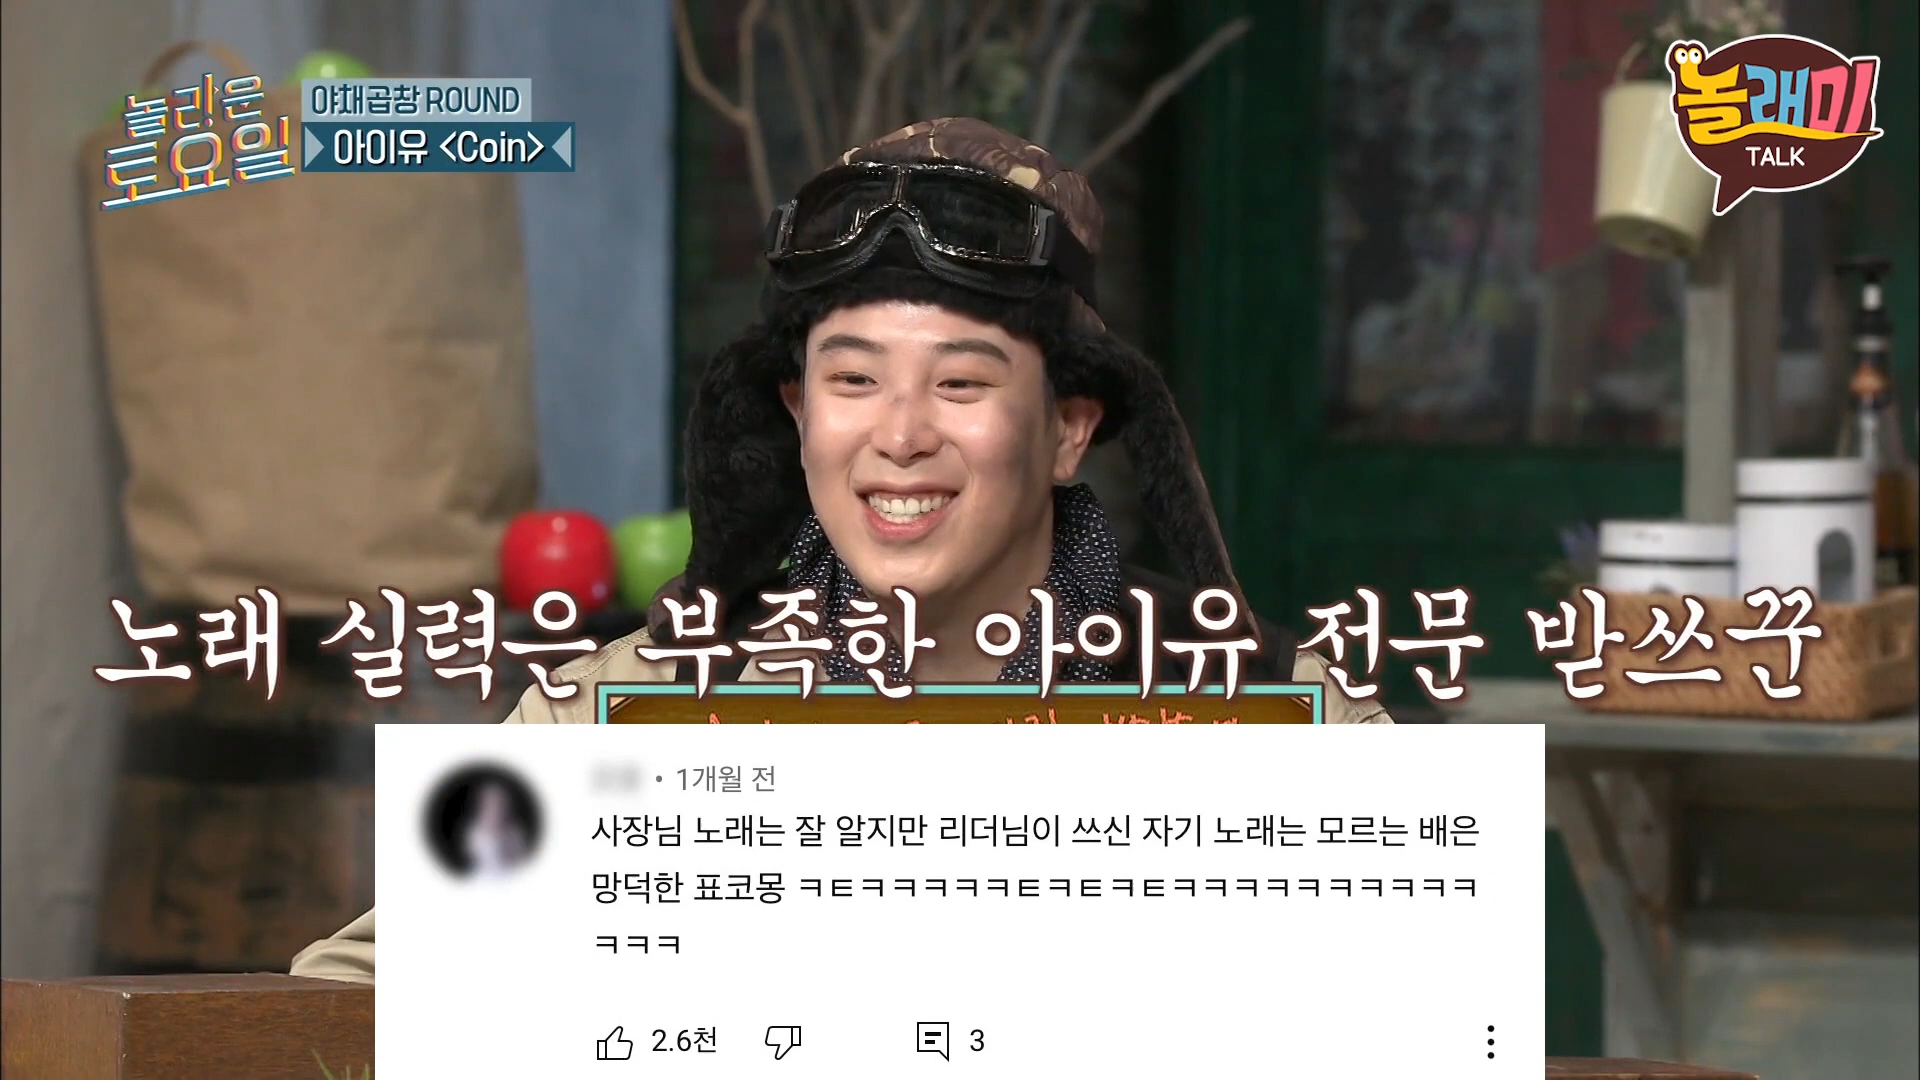 놀라운
토요일
야채곱창 ROUND
아이유 <Coin>
놀래미
TALK
노래 실력은 부족한 아이유 전문 받쓰꾼
• 1개월 전
사장님 노래는 잘 알지만 리더님이 쓰신 자기 노래는 모르는 배은
망덕한 표코몽 ㅋㅌㅋㅋㅋㅋㅋㅌㅋㅌㅋㅌㅋㅋㅋㅋㅋㅋㅋㅋㅋㅋ
ㅋㅋㅋ
2.6천 3